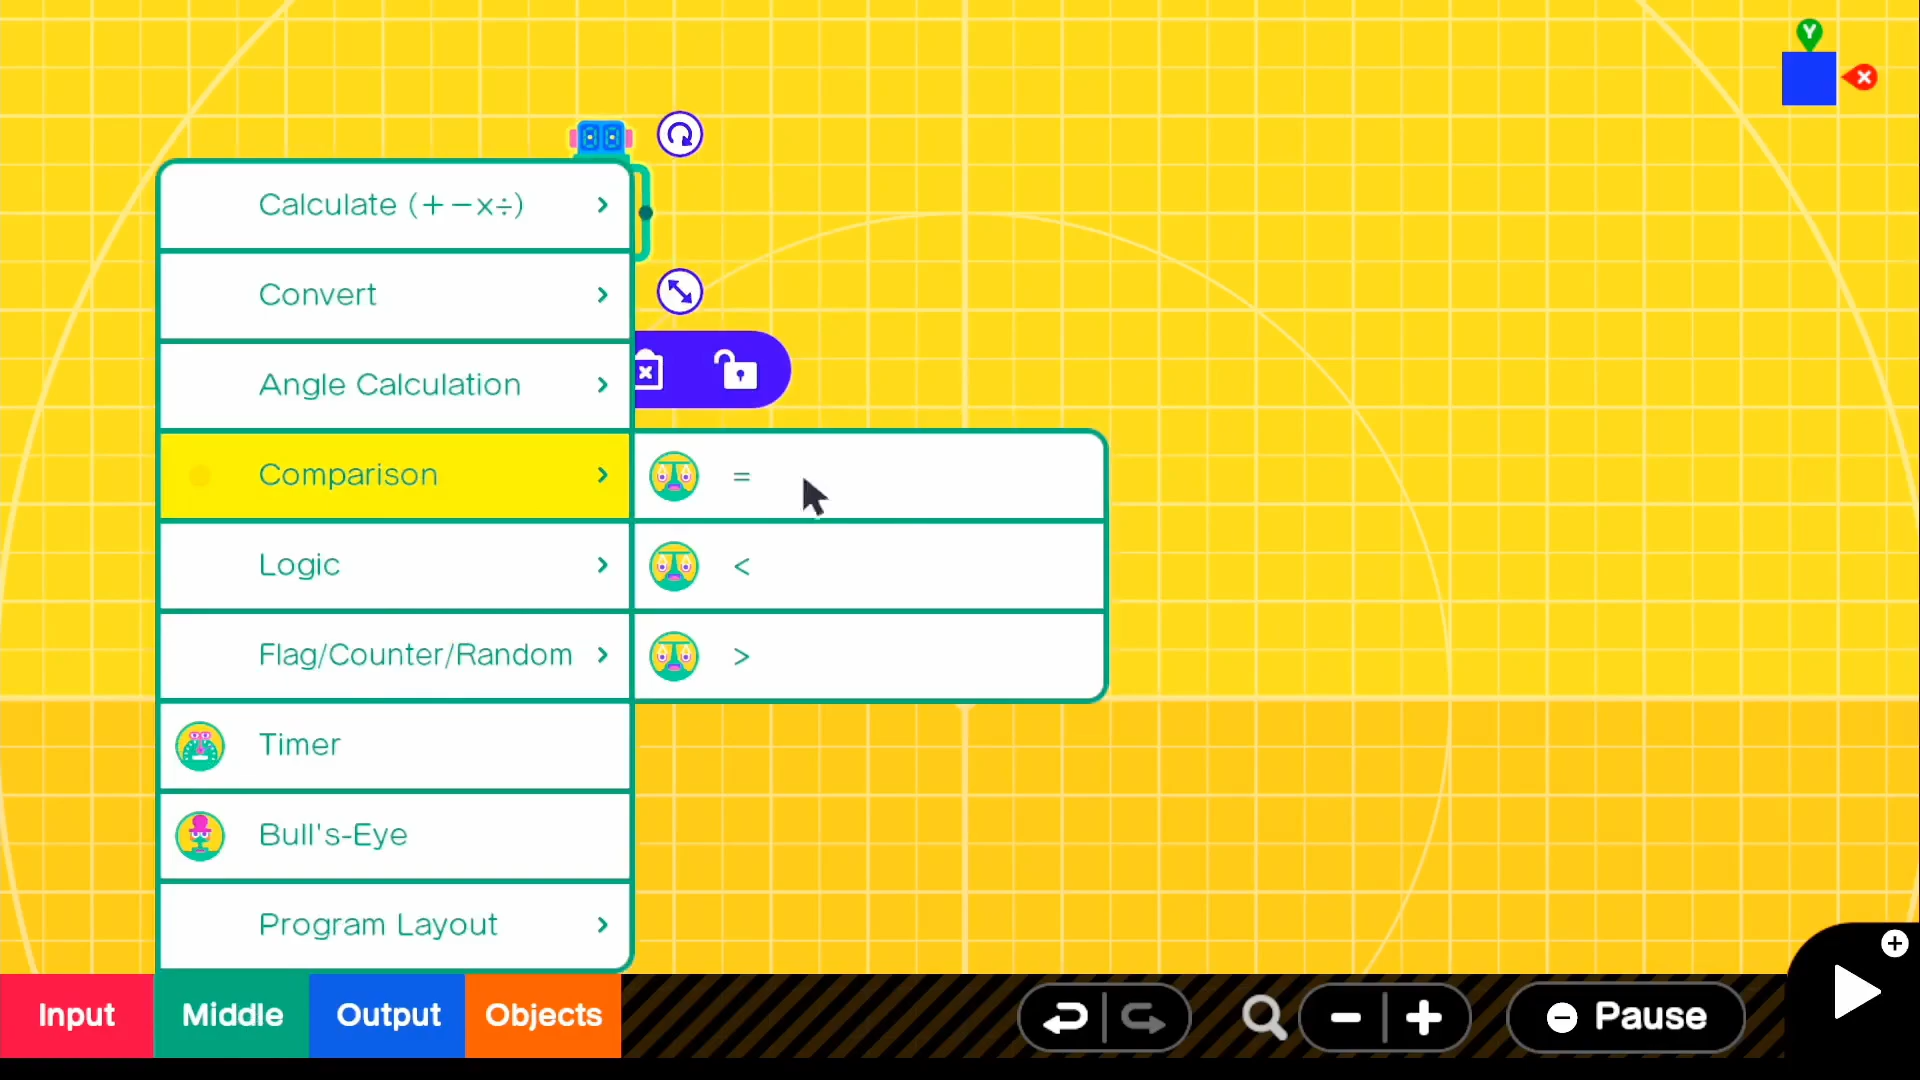 Y
X
88
Calculate (+−x÷) >
Convert >
Angle Calculation >
Comparison >
=
Logic >
<
Flag/Counter/Random >
>
Timer
Bull's-Eye
Program Layout >
Input
Middle
Output
Objects
− +
− Pause
+